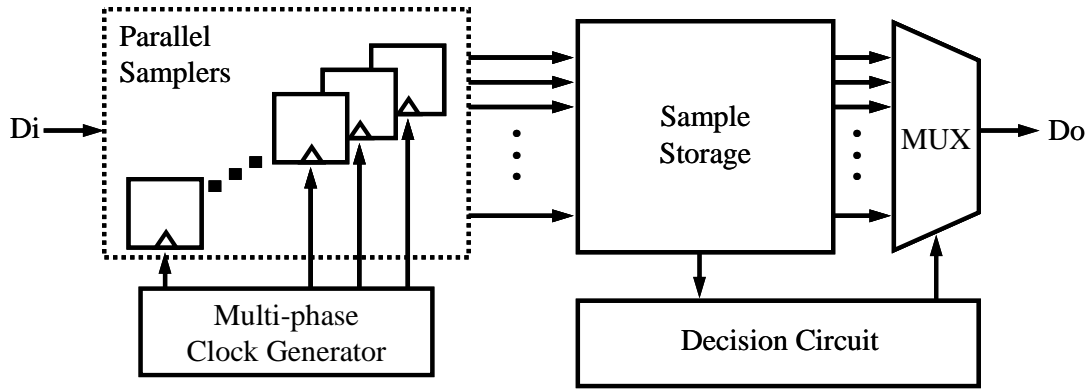 Parallel
Samplers
Di
Sample
Storage
MUX
Do
Multi-phase
Clock Generator
Decision Circuit